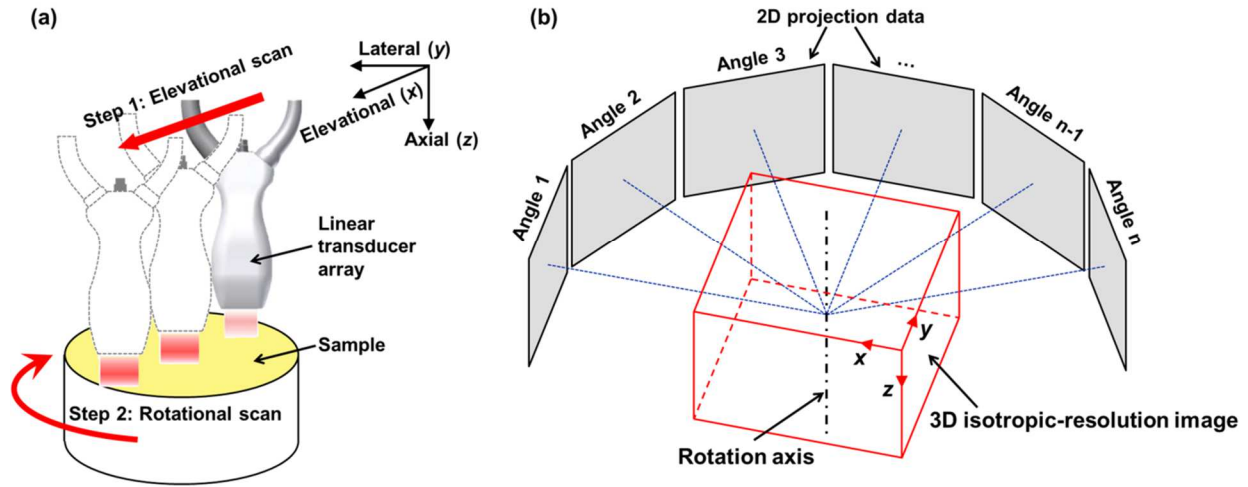 (a)
Lateral (y)
Step 1: Elevational scan
Elevational (x)
Axial (z)
Linear
transducer
array
Sample
Step 2: Rotational scan
(b)
2D projection data
Angle 1
Angle 2
Angle 3
...
Angle n-1
Angle n
y
x
z
3D isotropic-resolution image
Rotation axis